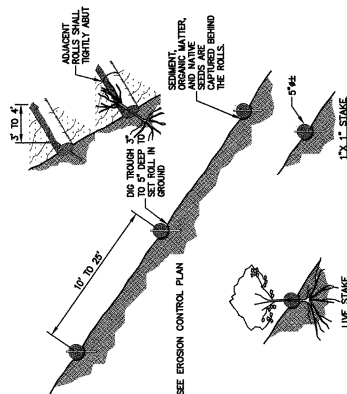 3' TO 4'
ADJACENT
ROLLS SHALL
TIGHTLY ABUT
DIG TROUGH 3"
TO 5" DEEP TO
SET ROLL IN
GROUND
SEDIMENT,
ORGANIC MATTER,
AND NATIVE
SEEDS ARE
CAPTURED BEHIND
THE ROLLS.
10' TO 25'
SEE EROSION CONTROL PLAN
5"±
1"X 1" STAKE
LIVE STAKE